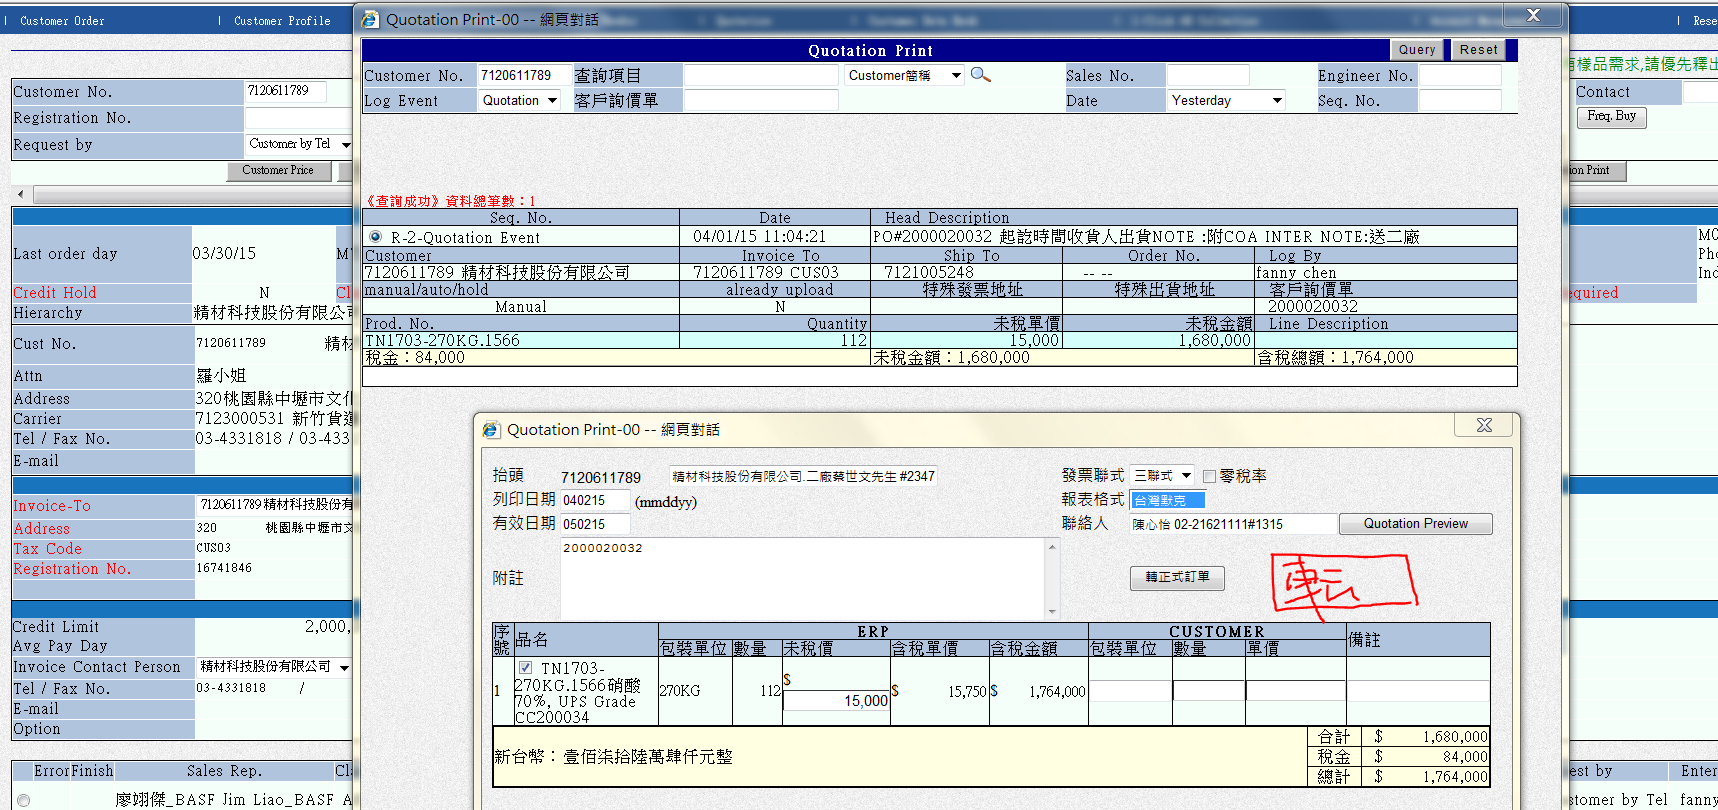 Customer Order
Customer Profile
Rese
Quotation Print-00 -- 網頁對話
Quotation Print
Query
Reset
Customer No. 7120611789 查詢項目 Customer簡稱 Sales No. Engineer No.
Log Event Quotation 客戶詢價單 Date Yesterday Seq. No.
《查詢成功》資料總筆數：1
Seq. No. Date Head Description
R-2-Quotation Event 04/01/15 11:04:21 PO#2000020032 起訖時間收貨人出貨NOTE :附COA INTER NOTE:送二廠
Customer Invoice To Ship To Order No. Log By
7120611789 精材科技股份有限公司 7120611789 CUS03 7121005248 -- -- fanny chen
manual/auto/hold already upload 特殊發票地址 特殊出貨地址 客戶詢價單
Manual N 2000020032
Prod. No. Quantity 未稅單價 未稅金額 Line Description
TN1703-270KG.1566 112 15,000 1,680,000
稅金：84,000 未稅金額：1,680,000 含稅總額：1,764,000
Customer No. 7120611789
Registration No.
Request by Customer by Tel
Customer Price
Last order day 03/30/15 M
Credit Hold N Cl
Hierarchy 精材科技股份有限公司
Cust No. 7120611789 精材
Attn 羅小姐
Address 320桃園縣中壢市文化
Carrier 7123000531 新竹貨運
Tel / Fax No. 03-4331818 / 03-433
E-mail
Invoice-To 7120611789 精材科技股份有
Address 320 桃園縣中壢市文
Tax Code CUS03
Registration No. 16741846
Credit Limit 2,000,
Avg Pay Day
Invoice Contact Person 精材科技股份有限公司
Tel / Fax No. 03-4331818 /
E-mail
Option
Error Finish Sales Rep. Cl
廖翊傑_BASF Jim Liao_BASF A
Quotation Print-00 -- 網頁對話
抬頭 7120611789 精材科技股份有限公司.二廠蔡世文先生 #2347 發票聯式 三聯式 零稅率
列印日期 040215 (mmddyy) 報表格式 台灣默克
有效日期 050215 聯絡人 陳心怡 02-21621111#1315 Quotation Preview
附註 2000020032
轉正式訂單
序號 品名 ERP CUSTOMER 備註
包裝單位 數量 未稅價 含稅單價 含稅金額 包裝單位 數量 單價
1 TN1703-270KG.1566硝酸70%, UPS Grade CC200034 270KG 112 $ 15,000 $ 15,750 $ 1,764,000
新台幣：壹佰柒拾陸萬肆仟元整
合計 $ 1,680,000
稅金 $ 84,000
總計 $ 1,764,000
有樣品需求,請優先釋出
Contact
Freq. Buy
ion Print
MO
Pho
Ind
equired
est by Enter
stomer by Tel fanny